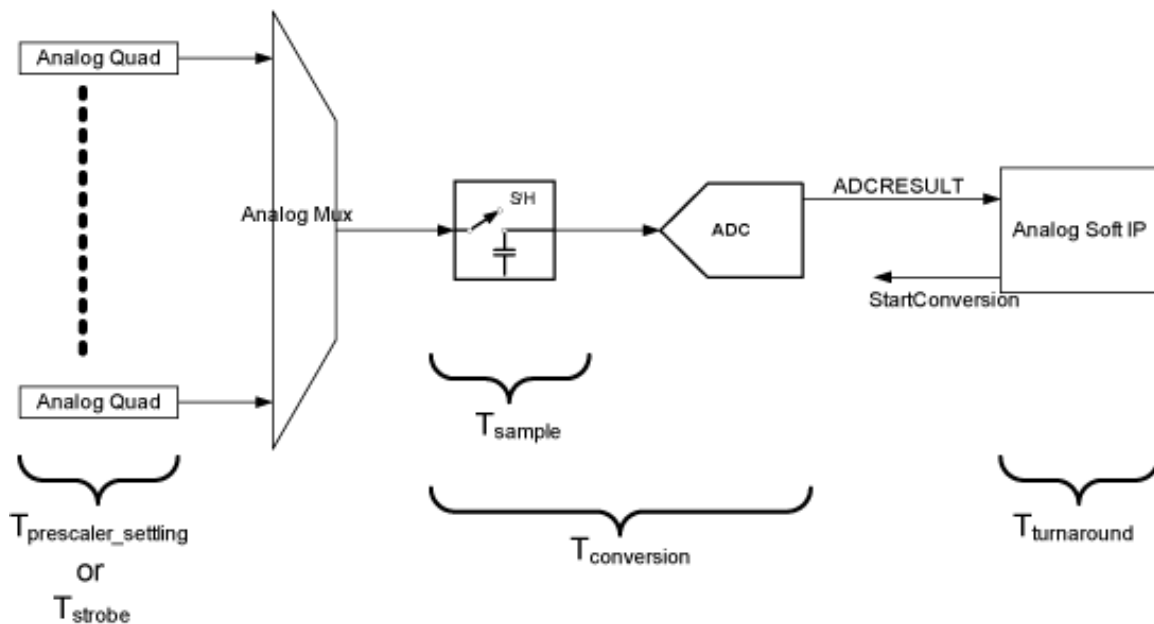 Analog Quad
Analog Mux
S/H
ADC
ADCRESULT
Analog Soft IP
StartConversion
Analog Quad
Tsample
Tprescaler_settling
or
Tstrobe
Tconversion
Tturnaround